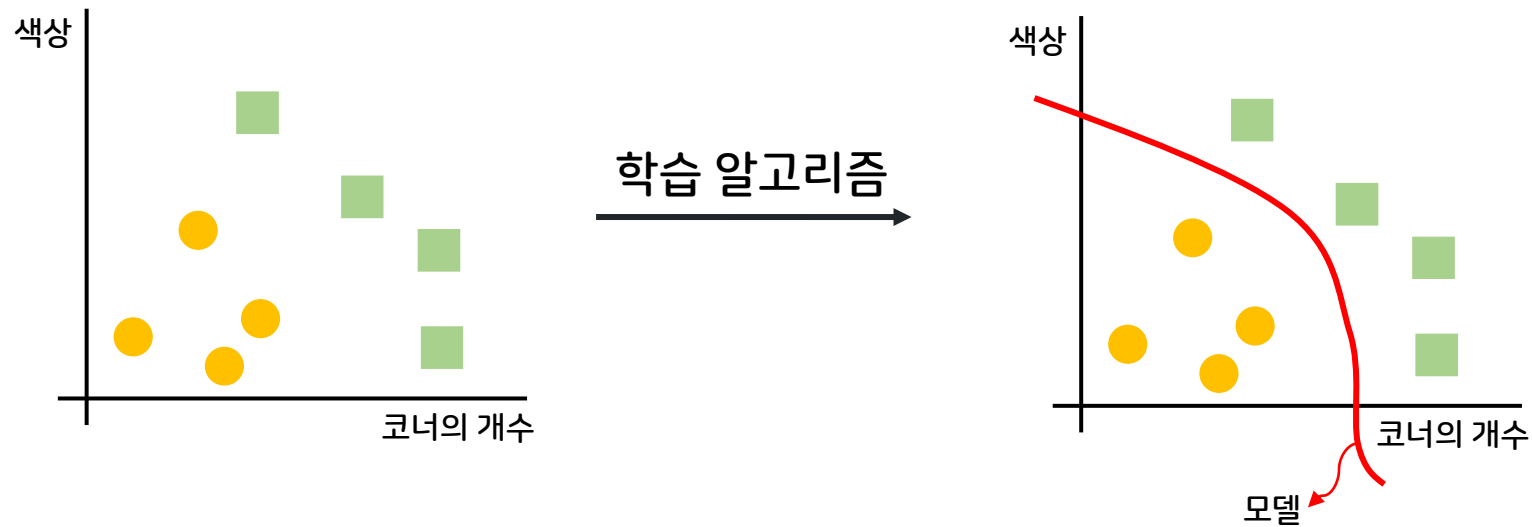 색상
코너의 개수
학습 알고리즘
색상
코너의 개수
모델